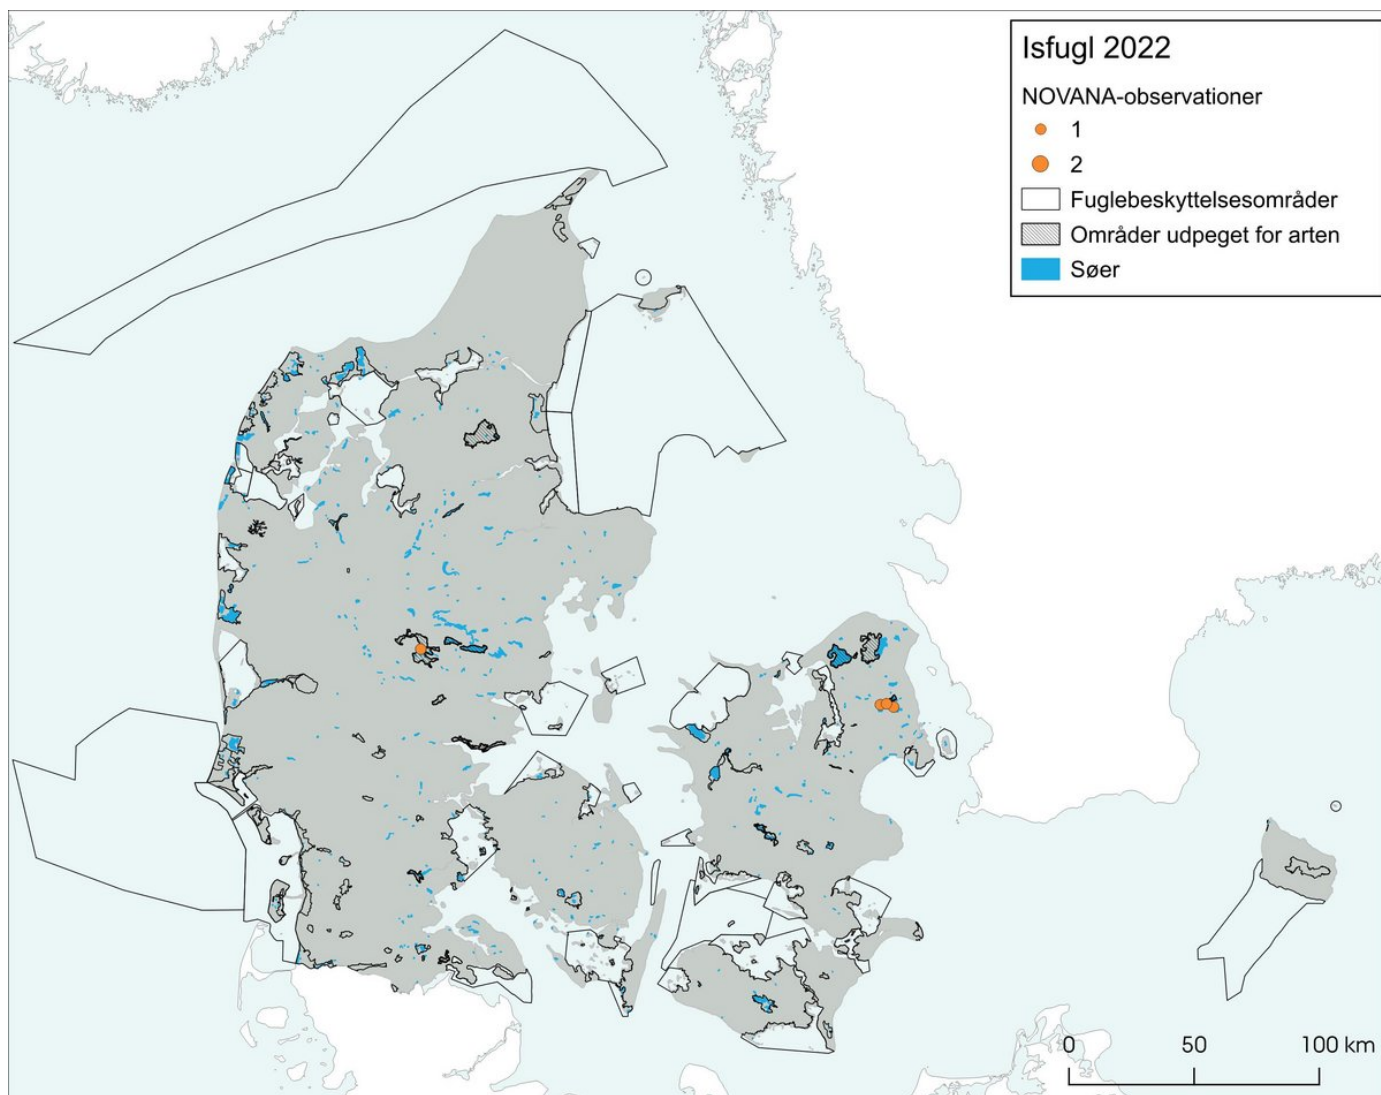 Isfugl 2022
NOVANA-observationer
1
2
Fuglebeskyttelsesområder
Områder udpeget for arten
Søer
0 50 100 km